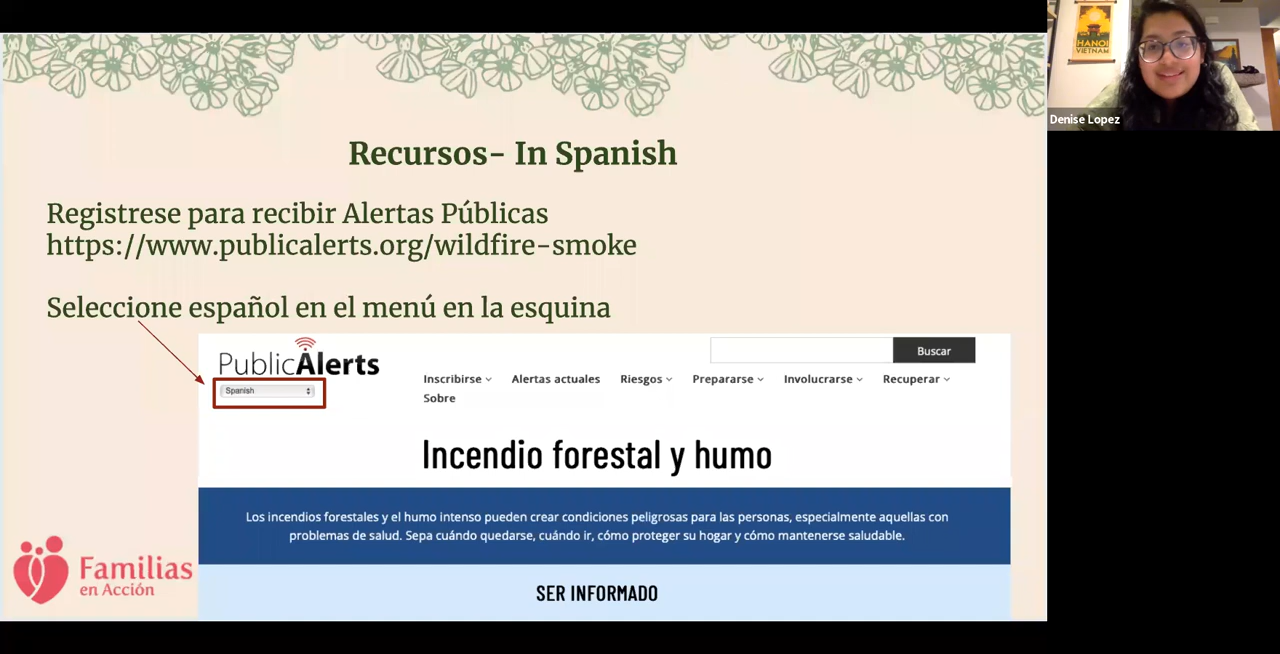 Recursos- In Spanish
Registrese para recibir Alertas Públicas
https://www.publicalerts.org/wildfire-smoke
Seleccione español en el menú en la esquina
PublicAlerts
Spanish
Buscar
Inscribirse
Alertas actuales
Riesgos
Prepararse
Involucrarse
Recuperar
Sobre
Incendio forestal y humo
Los incendios forestales y el humo intenso pueden crear condiciones peligrosas para las personas, especialmente aquellas con
problemas de salud. Sepa cuándo quedarse, cuándo ir, cómo proteger su hogar y cómo mantenerse saludable.
SER INFORMADO
Familias
en Acción
HANOI
VIETNAM
Denise Lopez